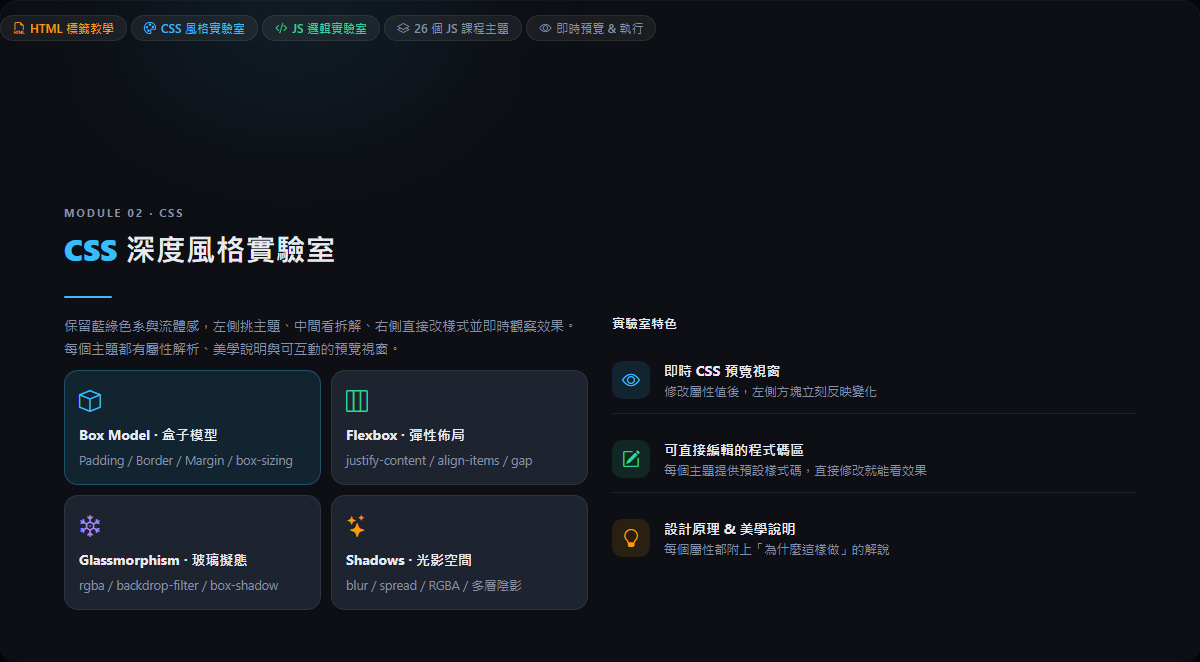 HTML 標籤教學
CSS 風格實驗室
JS 邏輯實驗室
26 個 JS 課程主題
即時預覽 & 執行
MODULE 02 · CSS
CSS 深度風格實驗室
保留藍綠色系與流體感，左側挑主題、中間看拆解、右側直接改樣式並即時觀察效果。
每個主題都有屬性解析、美學說明與可互動的預覽視窗。
Box Model · 盒子模型
Padding / Border / Margin / box-sizing
Flexbox · 彈性佈局
justify-content / align-items / gap
Glassmorphism · 玻璃擬態
rgba / backdrop-filter / box-shadow
Shadows · 光影空間
blur / spread / RGBA / 多層陰影
實驗室特色
即時 CSS 預覽視窗
修改屬性值後，左側方塊立刻反映變化
可直接編輯的程式碼區
每個主題提供預設樣式碼，直接修改就能看效果
設計原理 & 美學說明
每個屬性都附上「為什麼這樣做」的解說